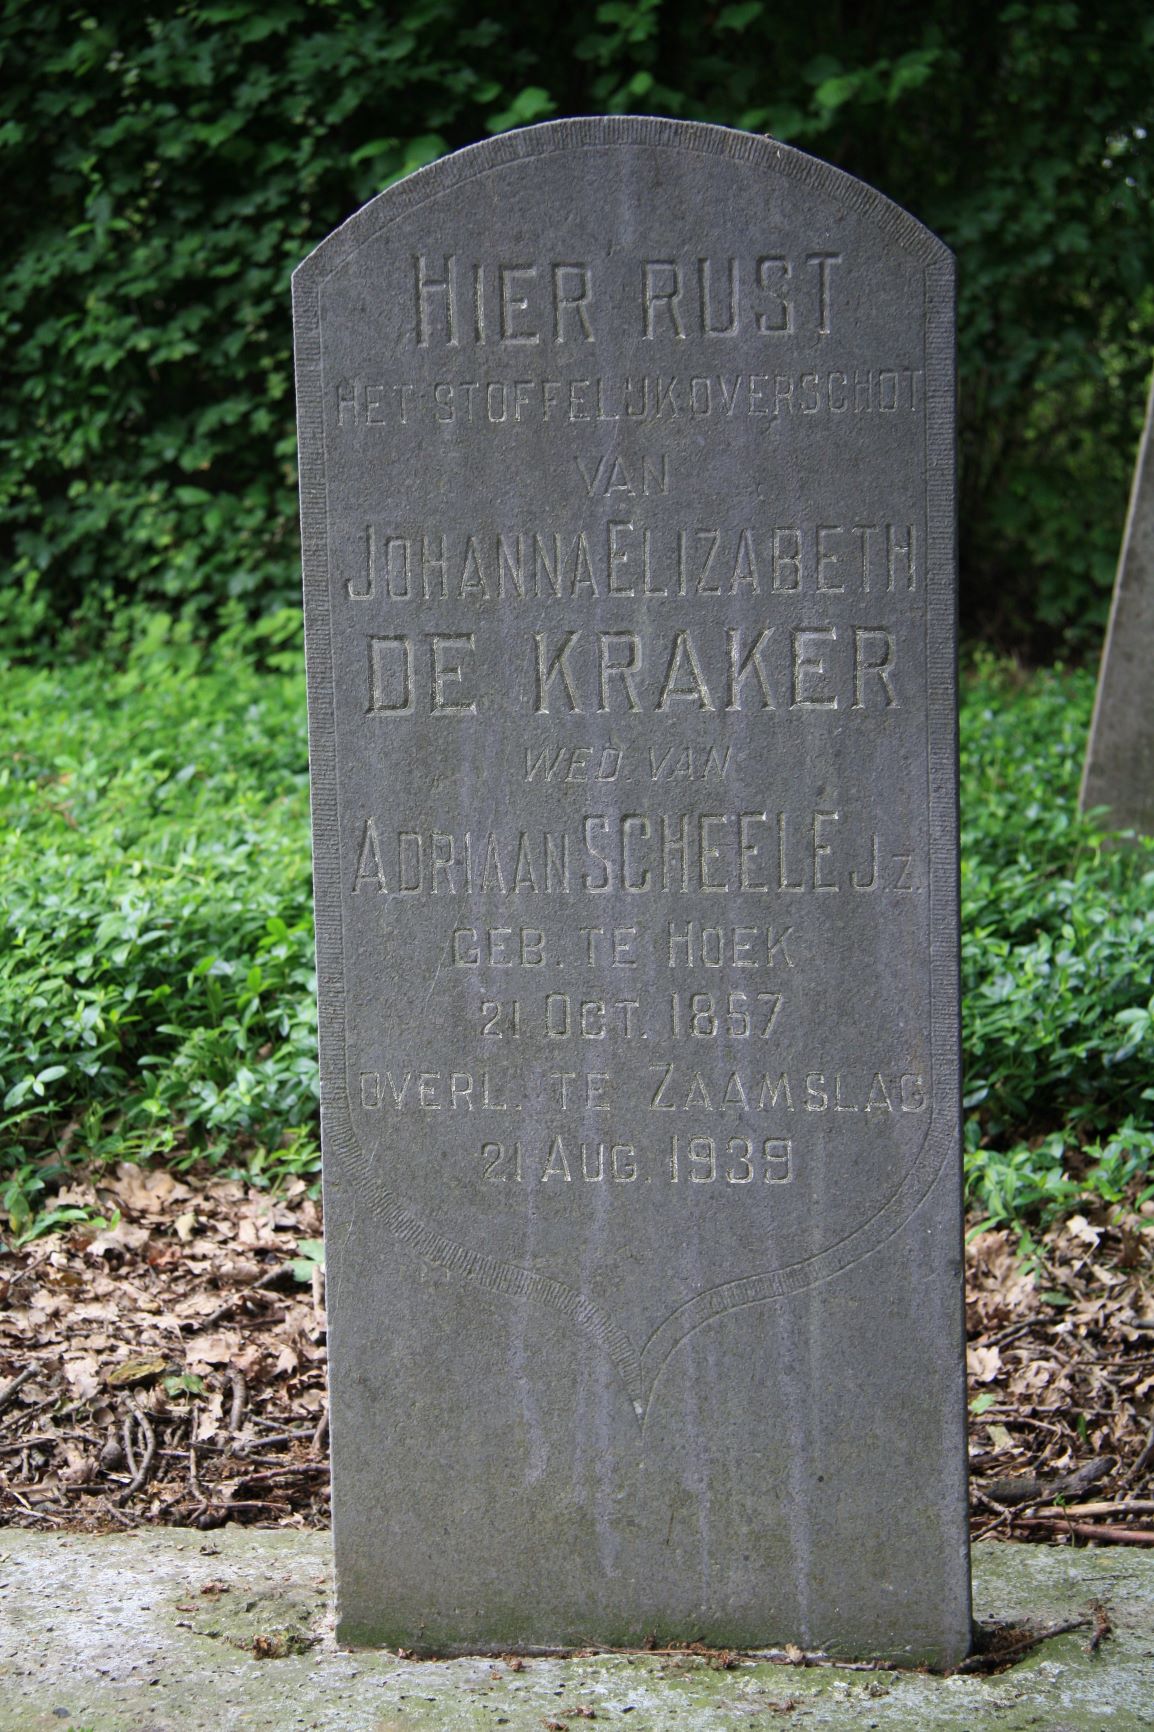 HIER RUST
HET STOFFELIJK OVERSCHOT
VAN
JOHANNA ELIZABETH
DE KRAKER
WED. VAN
ADRIAAN SCHEELE Jz.
GEB. TE HOEK
21 OCT. 1857
OVERL. TE ZAAMSLAG
21 AUG. 1939